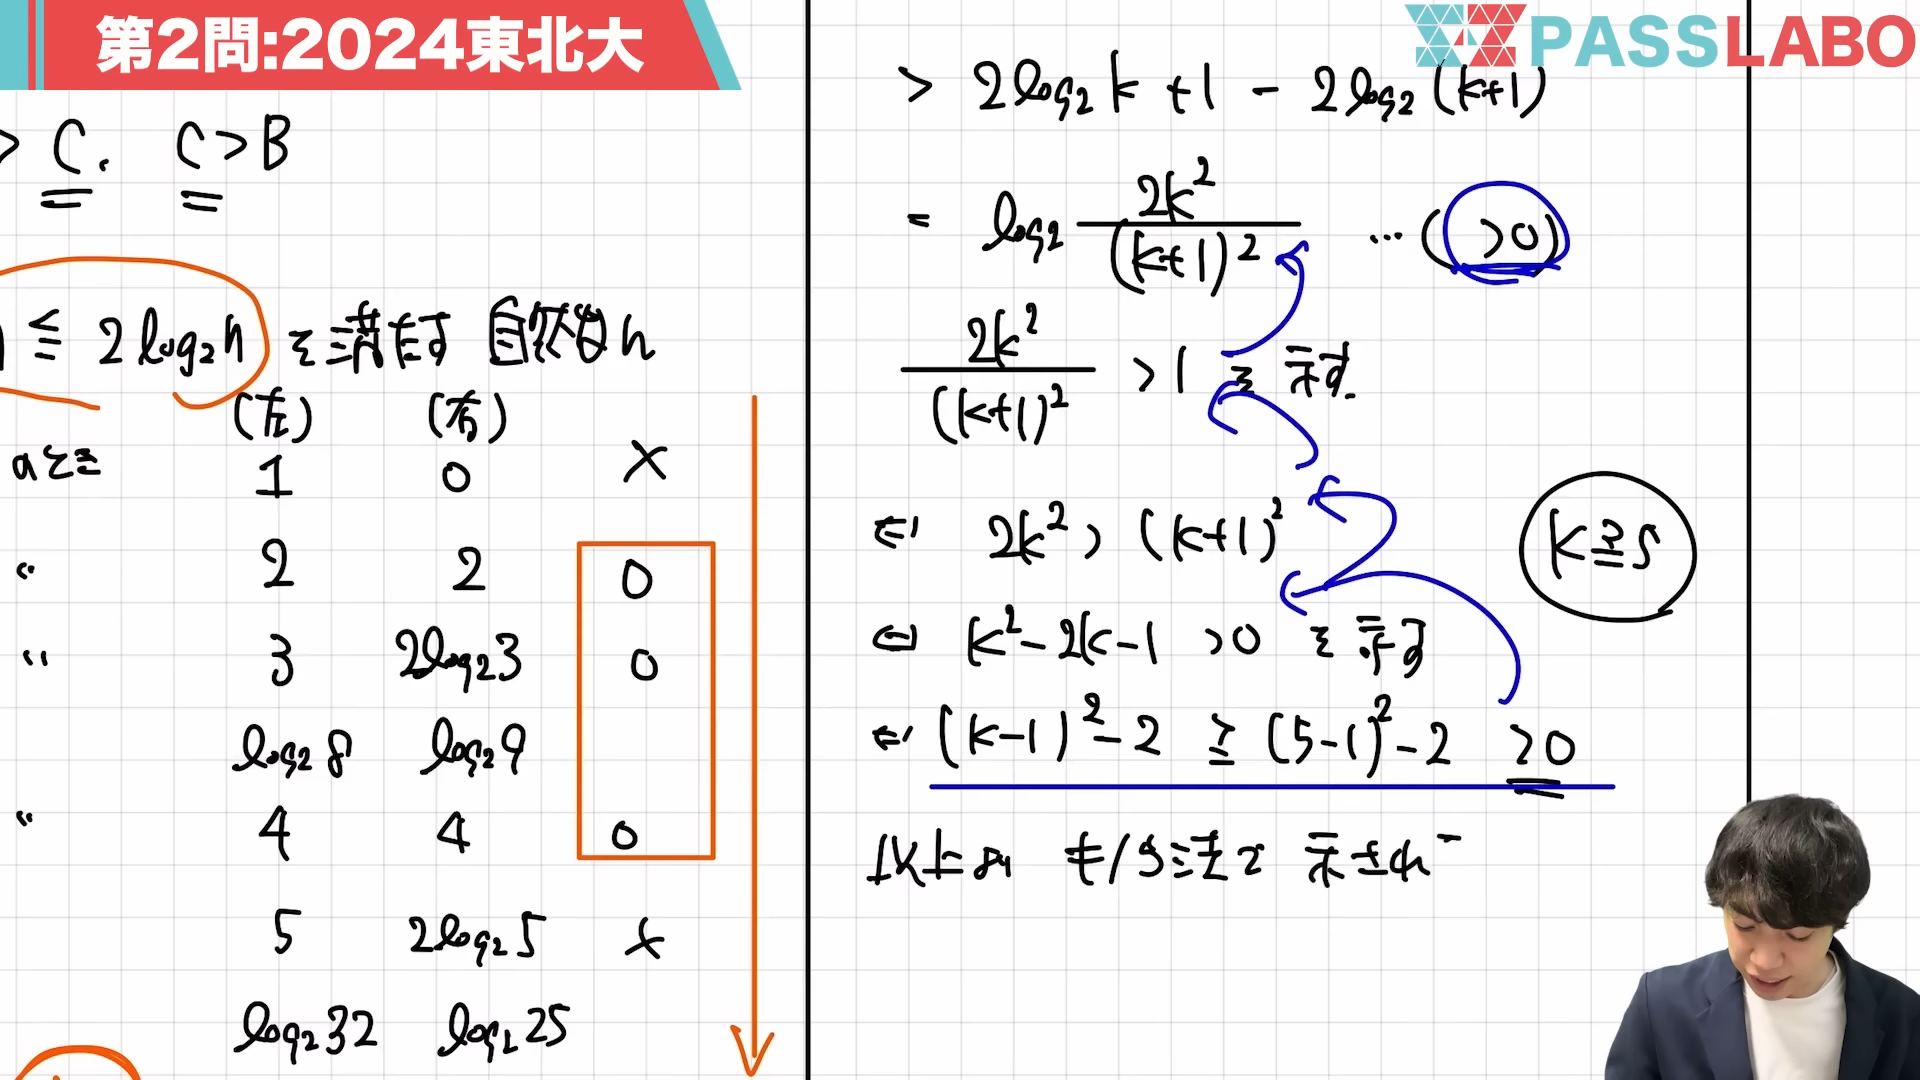 第2問:2024東北大
PASSLABO
> C. C>B
≦ 2log₂n を満たす 自然数n
(左) (右)
のとき 1 0 ×
〃 2 2 ○
〃 3 2log₂3 ○
log₂8 log₂9
〃 4 4 ○
5 2log₂5 ×
log₂32 log₂25
> 2log₂k +1 - 2log₂(k+1)
= log₂ 2k²/(k+1)² …( >0)
2k²/(k+1)² >1 を 示す.
⇔ 2k² > (k+1)²
k≧5
⇔ k²-2k-1 >0 を示す
⇔ (k-1)²-2 ≧ (5-1)²-2 >0
以上より 示され